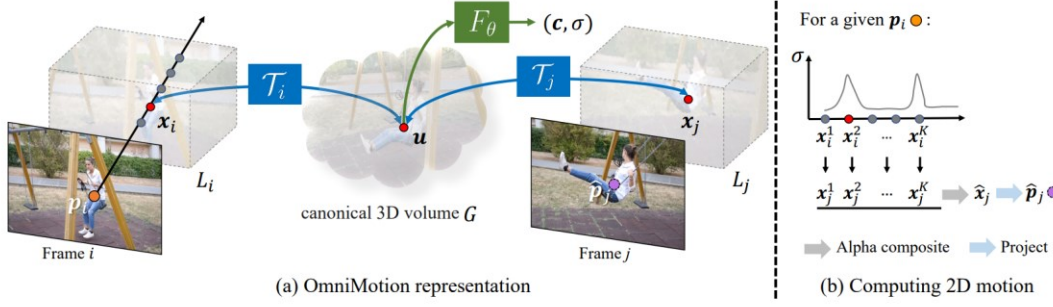 F_θ
(c, σ)
T_i
T_j
x_i
u
x_j
L_i
L_j
p_i
p_j
canonical 3D volume G
Frame i
Frame j
(a) OmniMotion representation
For a given p_i :
σ
x_i^1 x_i^2 ... x_i^K
x_j^1 x_j^2 ... x_j^K x̂_j p̂_j
Alpha composite Project
(b) Computing 2D motion